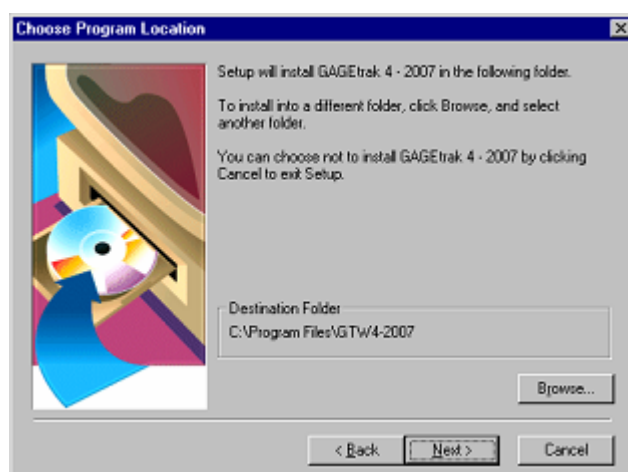 Choose Program Location
Setup will install GAGEtrak 4 - 2007 in the following folder.
To install into a different folder, click Browse, and select
another folder.
You can choose not to install GAGEtrak 4 - 2007 by clicking
Cancel to exit Setup.
Destination Folder
C:\Program Files\GTW4-2007
Browse...
< Back
Next >
Cancel